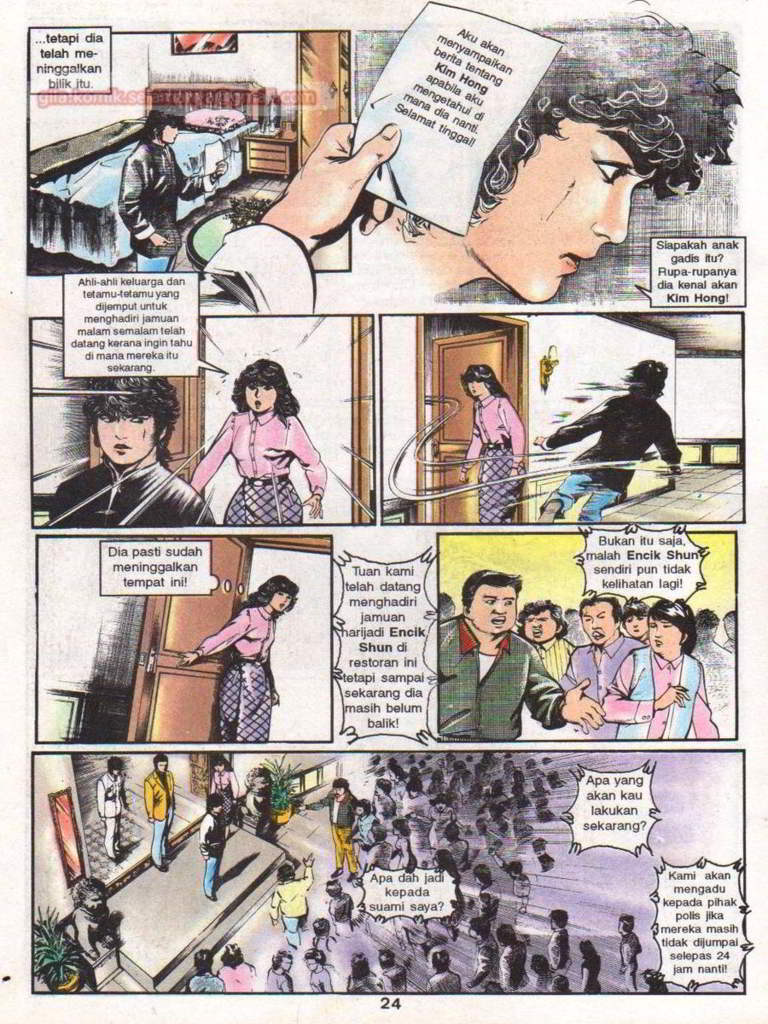 ...tetapi dia
telah me-
ninggalkan
bilik itu.
Aku akan
menyampaikan
berita tentang
Kim Hong
apabila aku
mengetahui di
mana dia nanti.
Selamat tinggal!
Siapakah anak
gadis itu?
Rupa-rupanya
dia kenal akan
Kim Hong!
Ahli-ahli keluarga dan
tetamu-tetamu yang
dijemput untuk
menghadiri jamuan
malam semalam telah
datang kerana ingin tahu
di mana mereka itu
sekarang.
Dia pasti sudah
meninggalkan
tempat ini!
Tuan kami
telah datang
menghadiri
jamuan
harijadi Encik
Shun di
restoran ini
tetapi sampai
sekarang dia
masih belum
balik!
Bukan itu saja,
malah Encik Shun
sendiri pun tidak
kelihatan lagi!
Apa yang
akan kau
lakukan
sekarang?
Apa dah jadi
kepada
suami saya?
Kami akan
mengadu
kepada pihak
polis jika
mereka masih
tidak dijumpai
selepas 24
jam nanti!
24